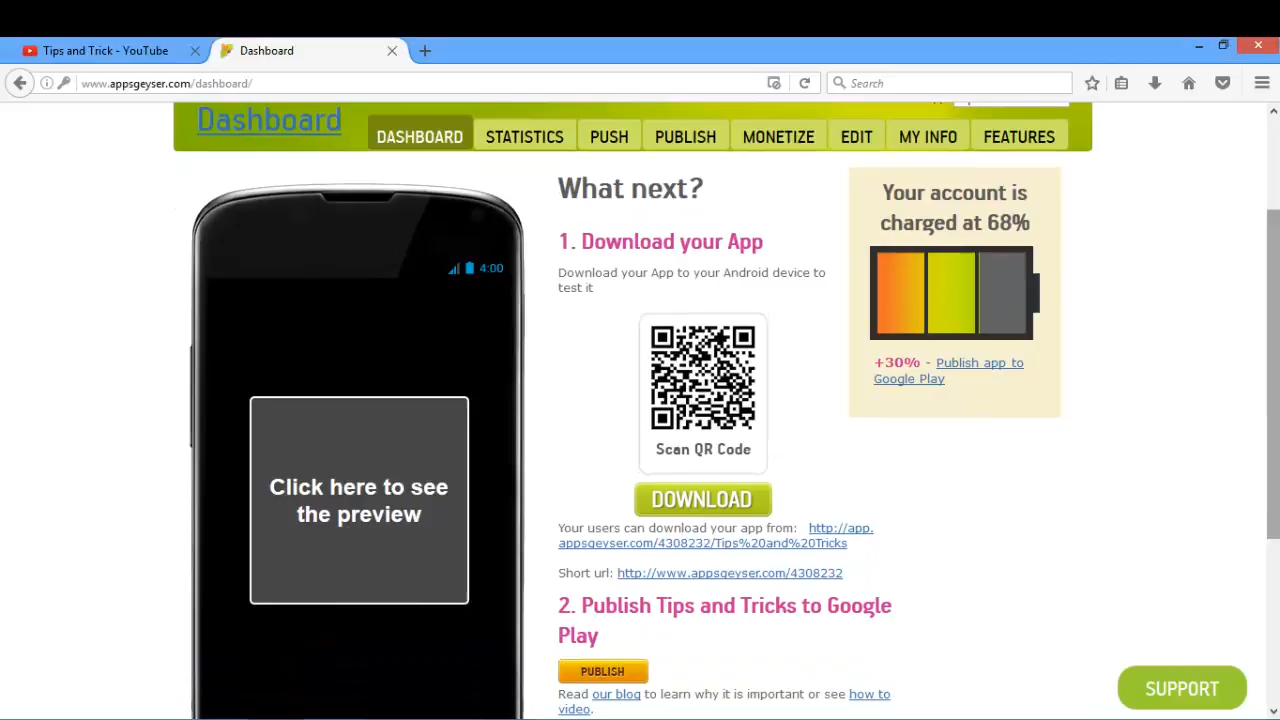 Tips and Trick - YouTube
Dashboard
www.appsgeyser.com/dashboard/
Search
Dashboard
DASHBOARD
STATISTICS
PUSH
PUBLISH
MONETIZE
EDIT
MY INFO
FEATURES
4:00
Click here to see
the preview
What next?
1. Download your App
Download your App to your Android device to
test it
Scan QR Code
DOWNLOAD
Your users can download your app from: http://app.
appsgeyser.com/4308232/Tips%20and%20Tricks
Short url: http://www.appsgeyser.com/4308232
2. Publish Tips and Tricks to Google
Play
PUBLISH
Read our blog to learn why it is important or see how to
video.
Your account is
charged at 68%
+30% - Publish app to
Google Play
SUPPORT